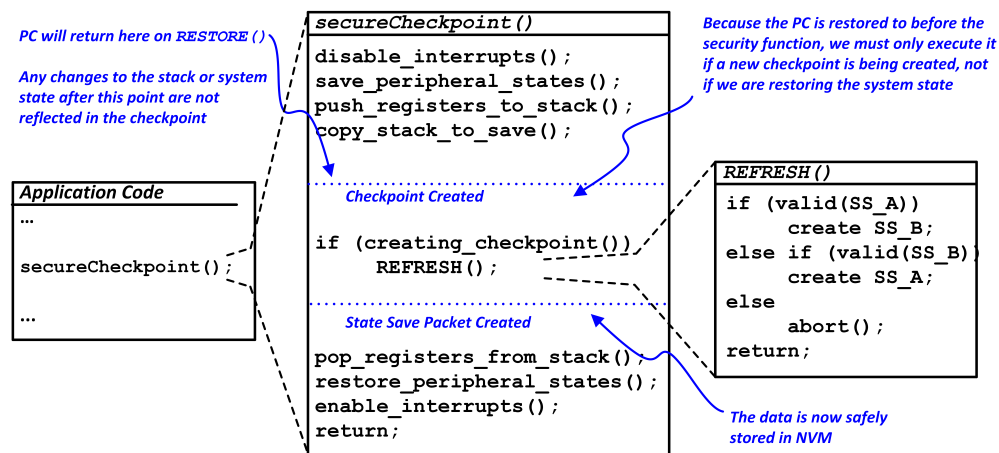 PC will return here on RESTORE()
Any changes to the stack or system
state after this point are not
reflected in the checkpoint
Application Code
...
secureCheckpoint();
...
secureCheckpoint()
disable_interrupts();
save_peripheral_states();
push_registers_to_stack();
copy_stack_to_save();
Checkpoint Created
if (creating_checkpoint())
REFRESH();
State Save Packet Created
pop_registers_from_stack();
restore_peripheral_states();
enable_interrupts();
return;
Because the PC is restored to before the
security function, we must only execute it
if a new checkpoint is being created, not
if we are restoring the system state
REFRESH()
if (valid(SS_A))
create SS_B;
else if (valid(SS_B))
create SS_A;
else
abort();
return;
The data is now safely
stored in NVM